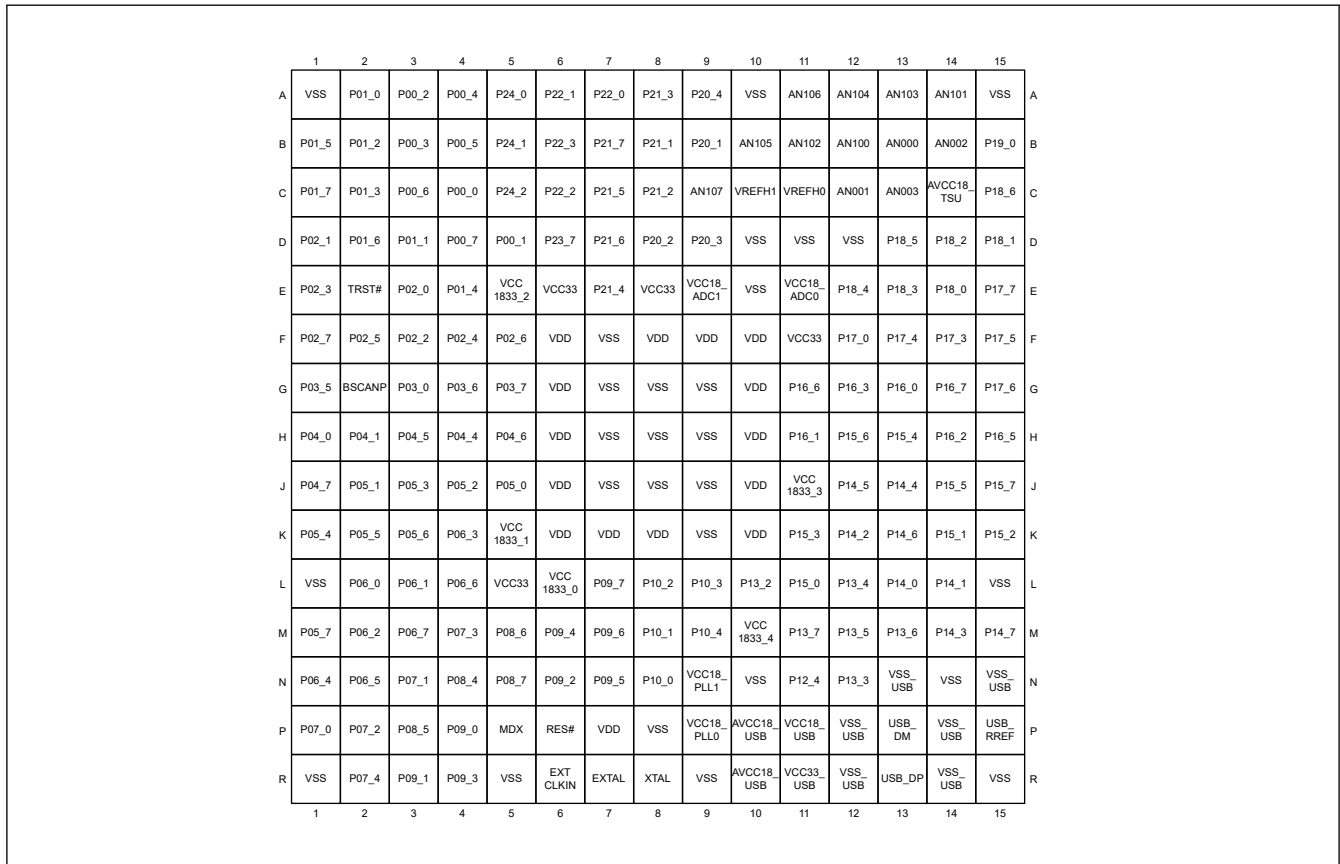 1 2 3 4 5 6 7 8 9 10 11 12 13 14 15
A VSS P01_0 P00_2 P00_4 P24_0 P22_1 P22_0 P21_3 P20_4 VSS AN106 AN104 AN103 AN101 VSS A
B P01_5 P01_2 P00_3 P00_5 P24_1 P22_3 P21_7 P21_1 P20_1 AN105 AN102 AN100 AN000 AN002 P19_0 B
C P01_7 P01_3 P00_6 P00_0 P24_2 P22_2 P21_5 P21_2 AN107 VREFH1 VREFH0 AN001 AN003 AVCC18_TSU P18_6 C
D P02_1 P01_6 P01_1 P00_7 P00_1 P23_7 P21_6 P20_2 P20_3 VSS VSS VSS P18_5 P18_2 P18_1 D
E P02_3 TRST# P02_0 P01_4 VCC 1833_2 VCC33 P21_4 VCC33 VCC18_ADC1 VSS VCC18_ADC0 P18_4 P18_3 P18_0 P17_7 E
F P02_7 P02_5 P02_2 P02_4 P02_6 VDD VSS VDD VDD VDD VCC33 P17_0 P17_4 P17_3 P17_5 F
G P03_5 BSCANP P03_0 P03_6 P03_7 VDD VSS VSS VSS VDD P16_6 P16_3 P16_0 P16_7 P17_6 G
H P04_0 P04_1 P04_5 P04_4 P04_6 VDD VSS VSS VSS VDD P16_1 P15_6 P15_4 P16_2 P16_5 H
J P04_7 P05_1 P05_3 P05_2 P05_0 VDD VSS VSS VSS VDD VCC 1833_3 P14_5 P14_4 P15_5 P15_7 J
K P05_4 P05_5 P05_6 P06_3 VCC 1833_1 VDD VDD VDD VSS VDD P15_3 P14_2 P14_6 P15_1 P15_2 K
L VSS P06_0 P06_1 P06_6 VCC33 VCC 1833_0 P09_7 P10_2 P10_3 P13_2 P15_0 P13_4 P14_0 P14_1 VSS L
M P05_7 P06_2 P06_7 P07_3 P08_6 P09_4 P09_6 P10_1 P10_4 VCC 1833_4 P13_7 P13_5 P13_6 P14_3 P14_7 M
N P06_4 P06_5 P07_1 P08_4 P08_7 P09_2 P09_5 P10_0 VCC18_PLL1 VSS P12_4 P13_3 VSS_USB VSS VSS_USB N
P P07_0 P07_2 P08_5 P09_0 MDX RES# VDD VSS VCC18_PLL0 AVCC18_USB VCC18_USB VSS_USB USB_DM VSS_USB USB_RREF P
R VSS P07_4 P09_1 P09_3 VSS EXT CLKIN EXTAL XTAL VSS AVCC18_USB VCC33_USB VSS_USB USB_DP VSS_USB VSS R
1 2 3 4 5 6 7 8 9 10 11 12 13 14 15